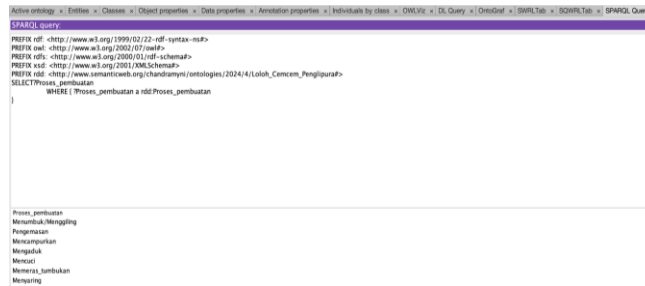 Active ontology × Entities × Classes × Object properties × Data properties × Annotation properties × Individuals by class × OWLViz × DL Query × OntoGraf × SWRLTab × SQWRLTab × SPARQL Quer
SPARQL query:
PREFIX rdf: <http://www.w3.org/1999/02/22-rdf-syntax-ns#>
PREFIX owl: <http://www.w3.org/2002/07/owl#>
PREFIX rdfs: <http://www.w3.org/2000/01/rdf-schema#>
PREFIX xsd: <http://www.w3.org/2001/XMLSchema#>
PREFIX rdd: <http://www.semanticweb.org/chandramyni/ontologies/2024/4/Loloh_Cemcem_Penglipura#>
SELECT?Proses_pembuatan
WHERE { ?Proses_pembuatan a rdd:Proses_pembuatan
}
Proses_pembuatan
Menumbuk/Menggiling
Pengemasan
Mencampurkan
Mengaduk
Mencuci
Memeras_tumbukan
Menyaring